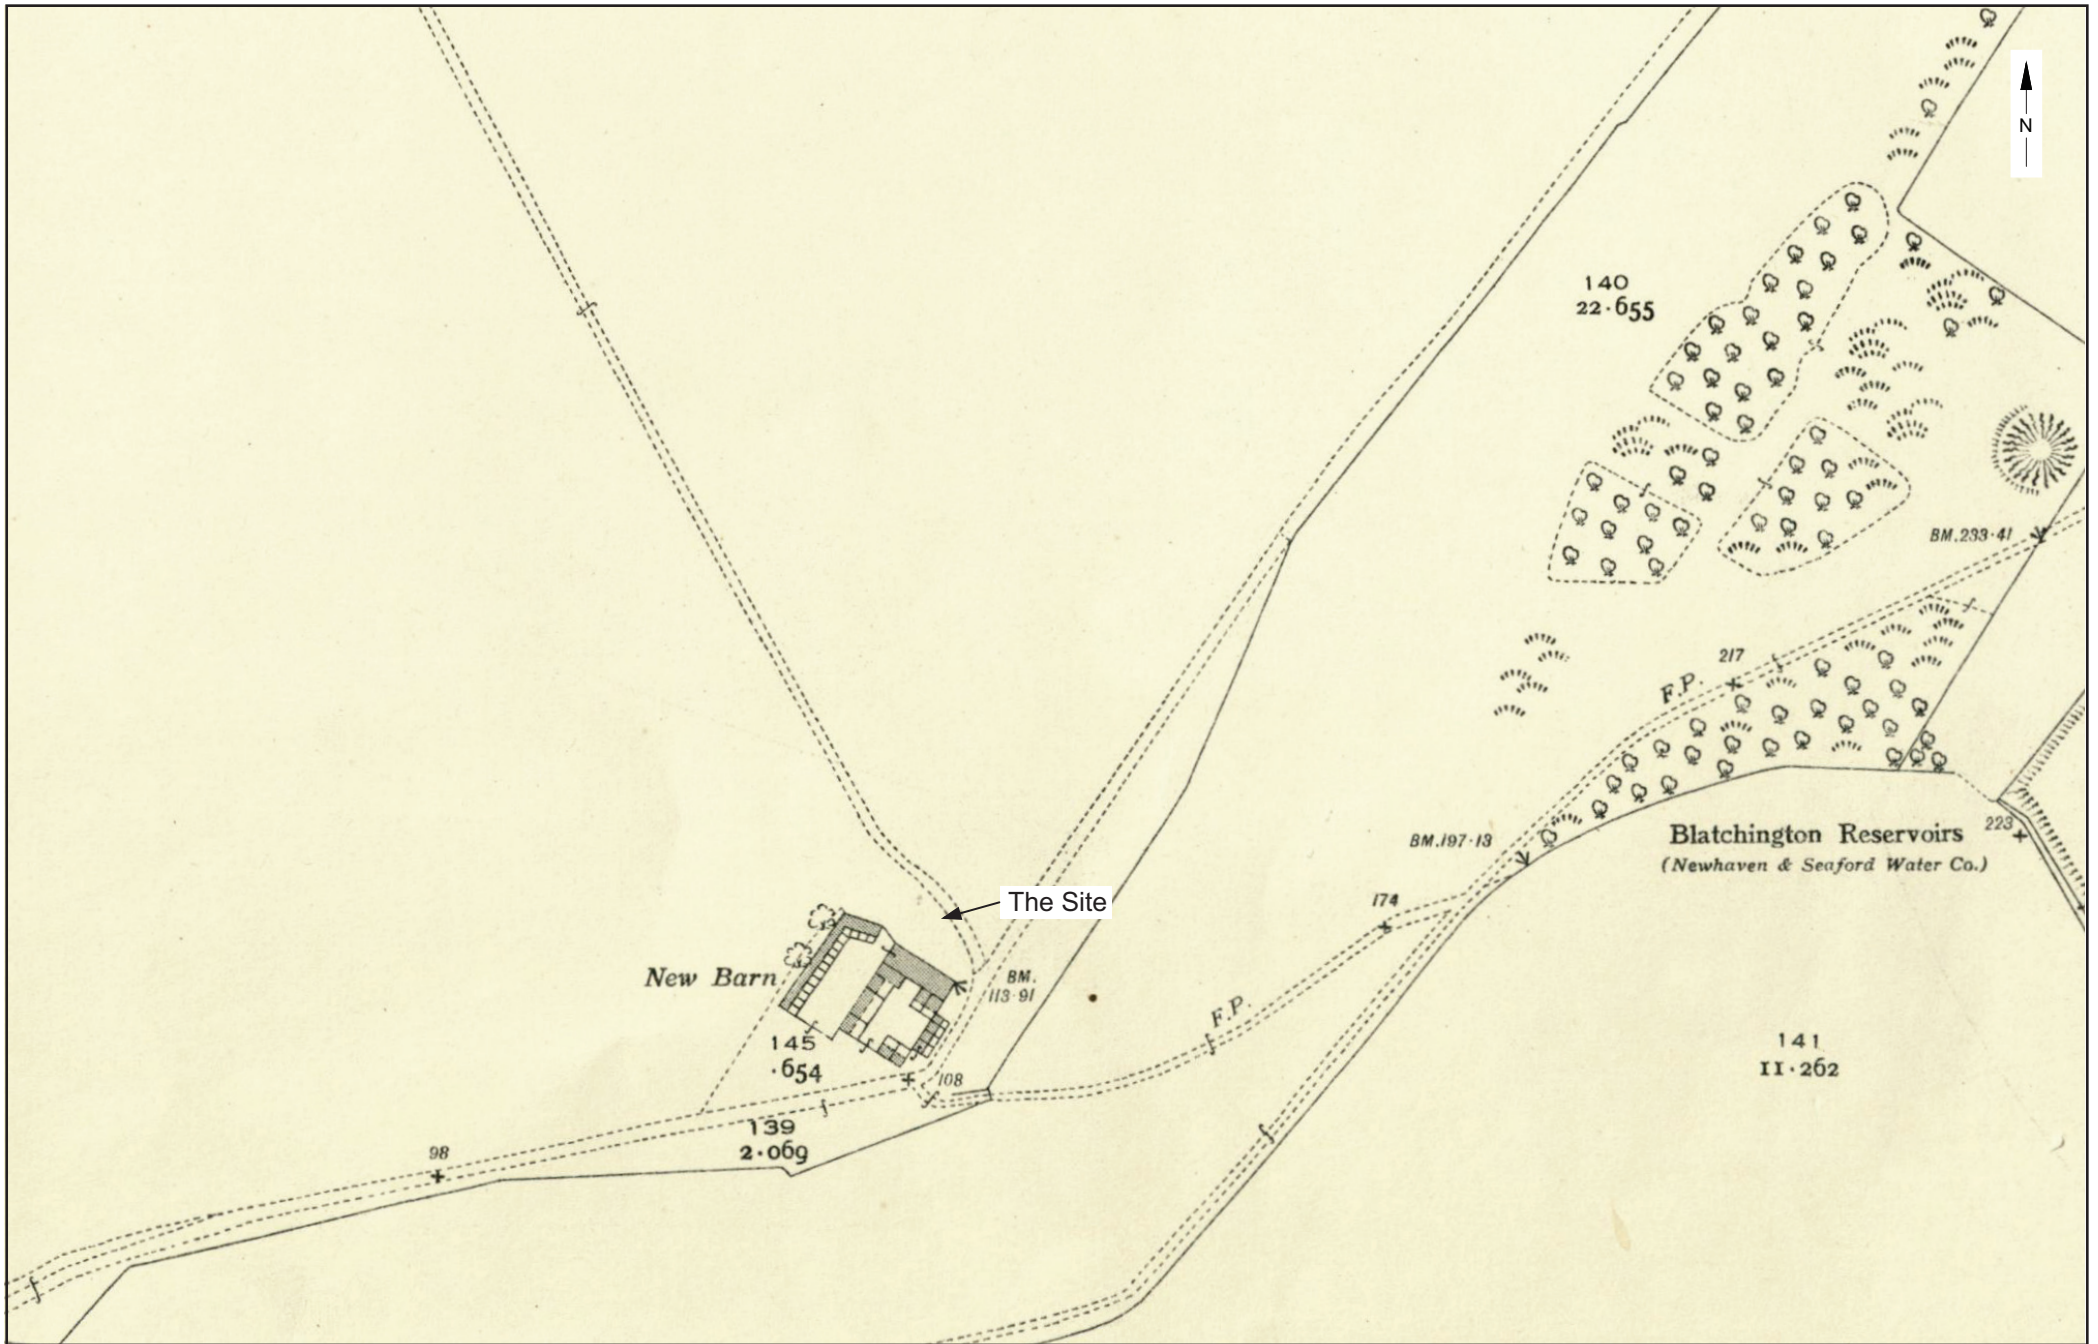 N
140
22·655
BM.233·41
217
F.P.
BM.197·13
Blatchington Reservoirs
(Newhaven & Seaford Water Co.)
223
174
The Site
New Barn
BM.
113·91
F.P.
145
·654
108
141
11·262
139
2·069
98